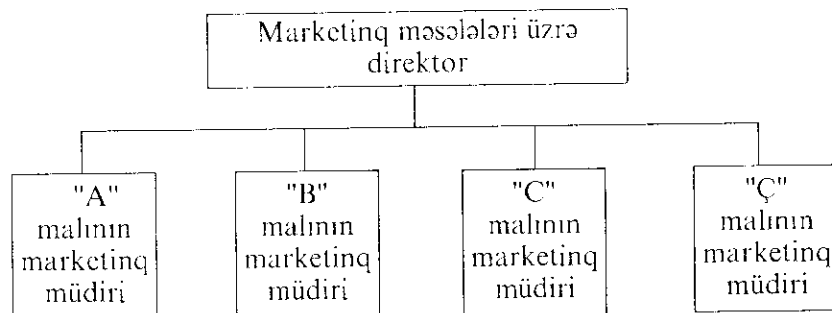 Marketinq məsələləri üzrə
direktor
"A"
malının
marketinq
müdiri
"B"
malının
marketinq
müdiri
"C"
malının
marketinq
müdiri
"Ç"
malının
marketinq
müdiri